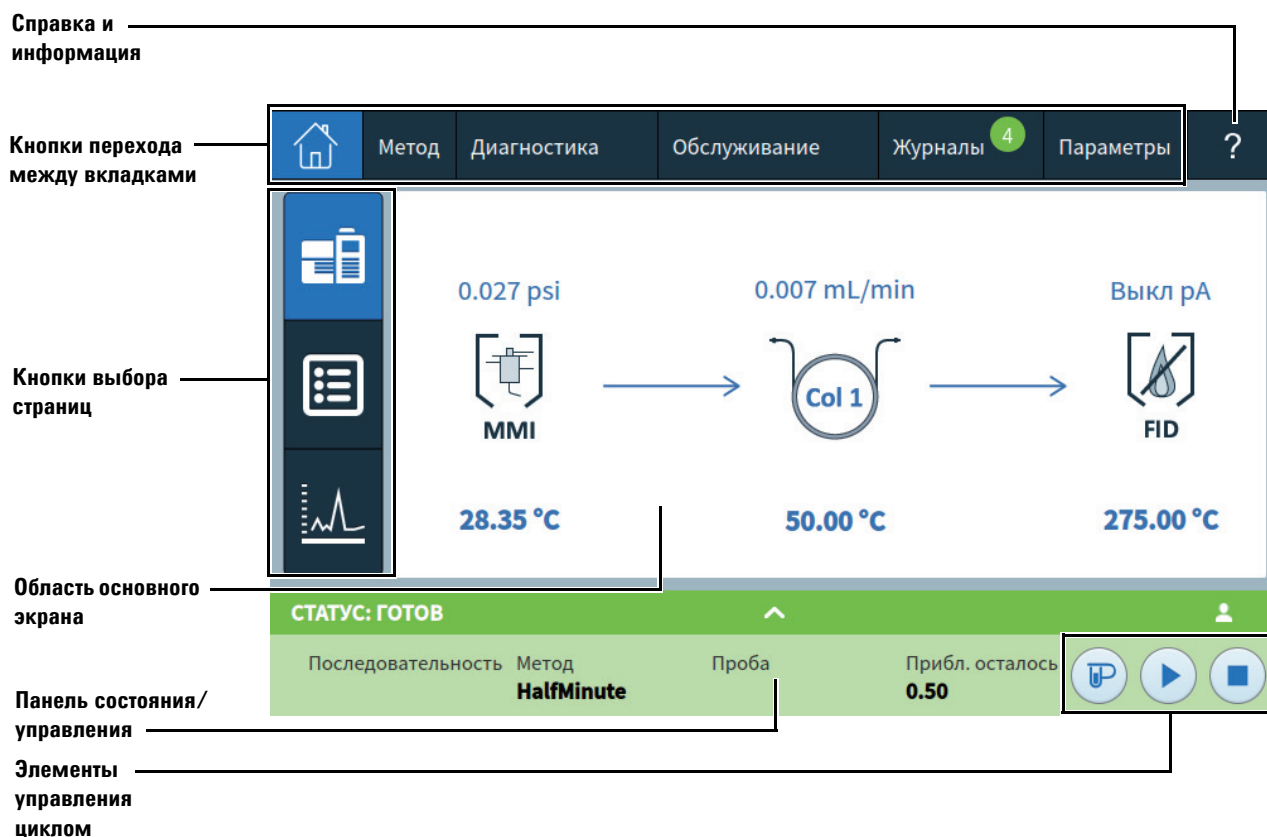 Справка и
информация
Кнопки перехода
между вкладками
Метод Диагностика Обслуживание Журналы 4 Параметры ?
0.027 psi 0.007 mL/min Выкл pA
Кнопки выбора
страниц
Col 1
MMI FID
28.35 °C 50.00 °C 275.00 °C
Область основного
экрана
СТАТУС: ГОТОВ
Последовательность Метод Проба Прибл. осталось
HalfMinute 0.50
Панель состояния/
управления
Элементы
управления
циклом